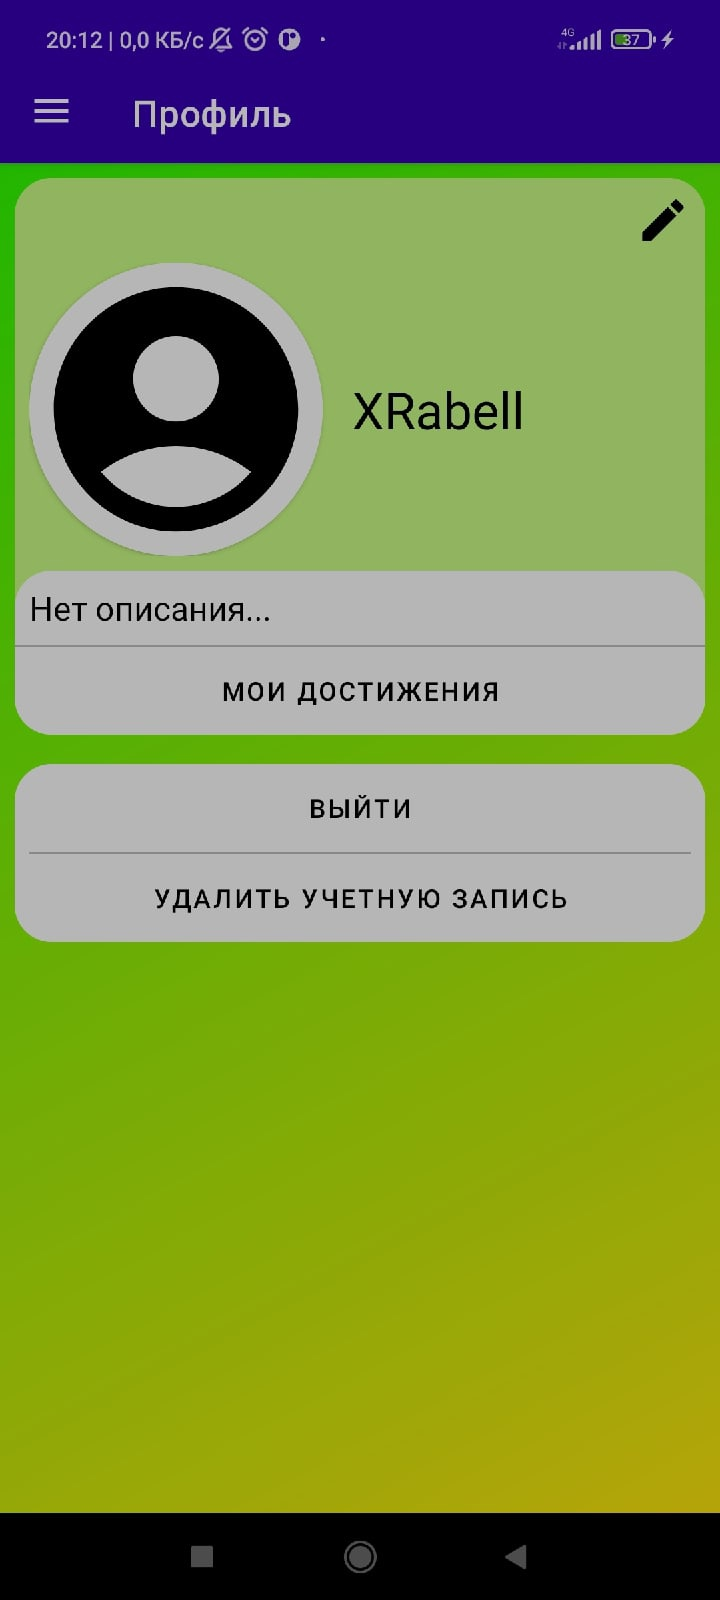 20:12 | 0,0 КБ/с
4G
37
Профиль
XRabell
Нет описания...
МОИ ДОСТИЖЕНИЯ
ВЫЙТИ
УДАЛИТЬ УЧЕТНУЮ ЗАПИСЬ